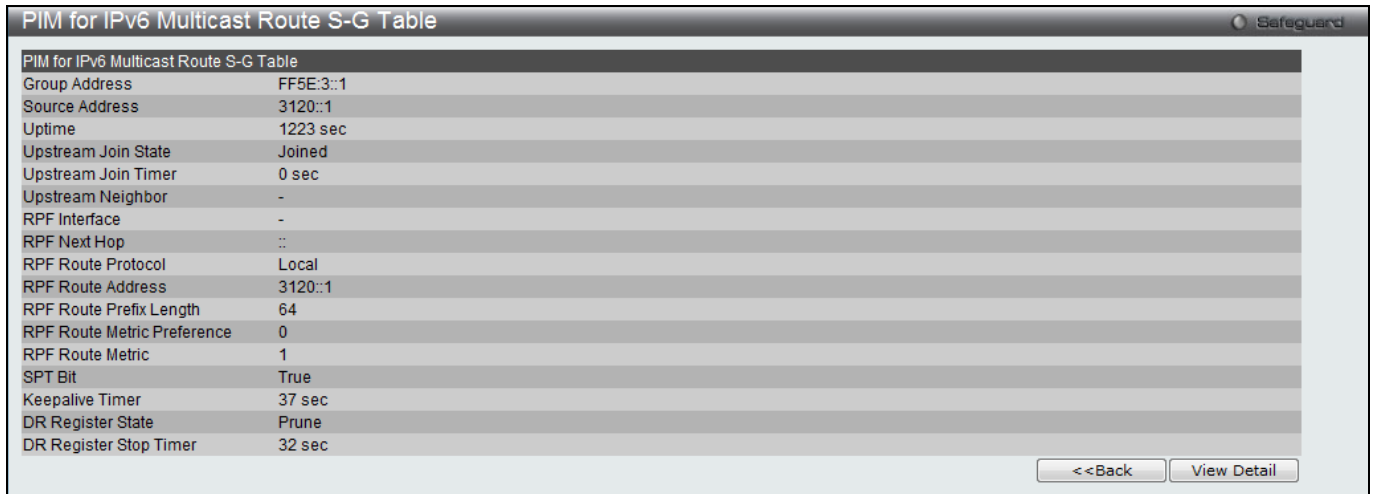 PIM for IPv6 Multicast Route S-G Table
Safeguard
PIM for IPv6 Multicast Route S-G Table
Group Address FF5E:3::1
Source Address 3120::1
Uptime 1223 sec
Upstream Join State Joined
Upstream Join Timer 0 sec
Upstream Neighbor -
RPF Interface -
RPF Next Hop ::
RPF Route Protocol Local
RPF Route Address 3120::1
RPF Route Prefix Length 64
RPF Route Metric Preference 0
RPF Route Metric 1
SPT Bit True
Keepalive Timer 37 sec
DR Register State Prune
DR Register Stop Timer 32 sec
<<Back View Detail